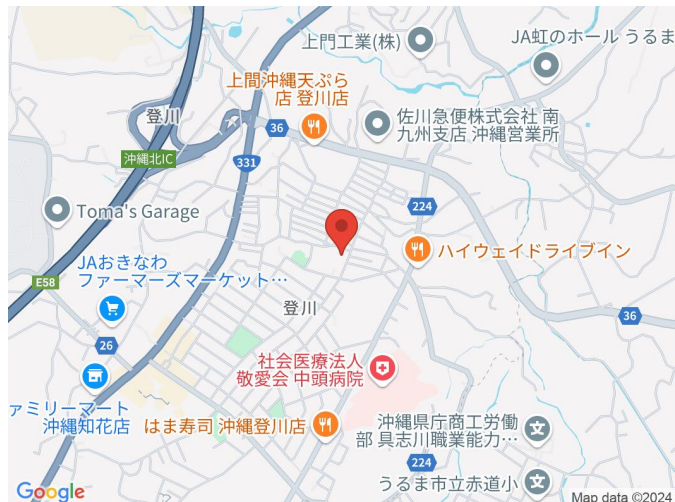 上門工業(株)
JA虹のホール うるま
上間沖縄天ぷら
店 登川店
登川
36
佐川急便株式会社 南
九州支店 沖縄営業所
沖縄北IC
331
224
Toma's Garage
ハイウェイドライブイン
JAおきなわ
ファーマーズマーケット…
E58
登川
36
26
社会医療法人
敬愛会 中頭病院
ァミリーマート
沖縄知花店
はま寿司 沖縄登川店
沖縄県庁商工労働
部 具志川職業能力…
224
うるま市立赤道小
Google
Map data ©2024